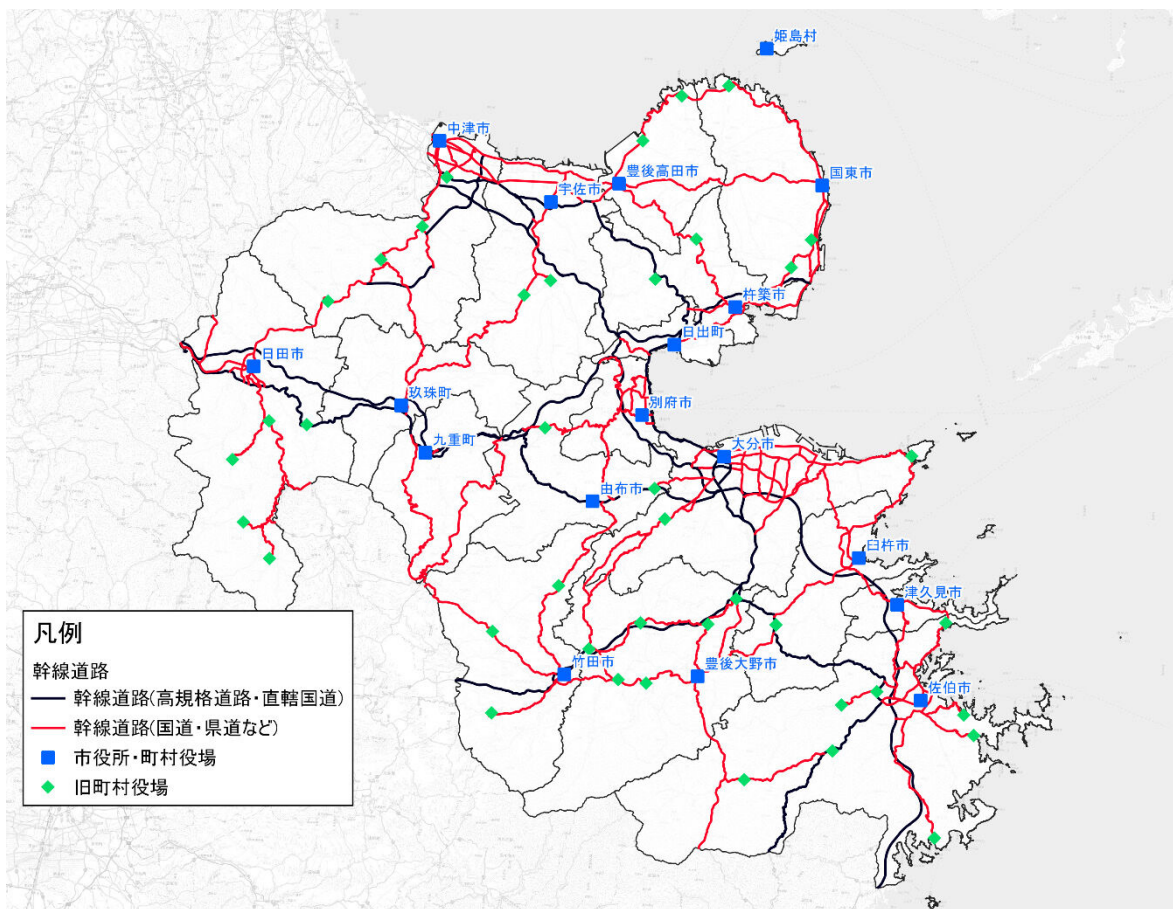 姫島村
中津市
豊後高田市
国東市
宇佐市
杵築市
日出町
日田市
玖珠町
別府市
九重町
大分市
由布市
臼杵市
津久見市
竹田市
豊後大野市
佐伯市
凡例
幹線道路
幹線道路(高規格道路・直轄国道)
幹線道路(国道・県道など)
市役所・町村役場
旧町村役場